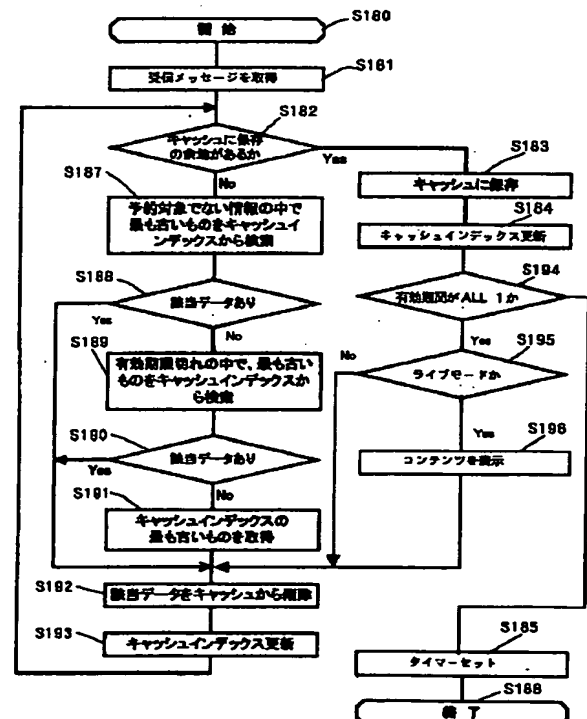 S180
開始
S181
受信メッセージを取得
S182
キャッシュに保存
の余地があるか
Yes
No
S183
キャッシュに保存
S184
キャッシュインデックス更新
S187
予約対象でない情報の中で
最も古いものをキャッシュイ
ンデックスから検索
S188
該当データあり
Yes
No
S194
有効期間がALL 1か
Yes
S195
ライブモードか
No
Yes
S196
コンテンツを表示
S189
有効期限切れの中で、最も古い
ものをキャッシュインデックスか
ら検索
S190
該当データあり
Yes
No
S191
キャッシュインデックスの
最も古いものを取得
S192
該当データをキャッシュから削除
S193
キャッシュインデックス更新
S185
タイマーセット
S186
終了